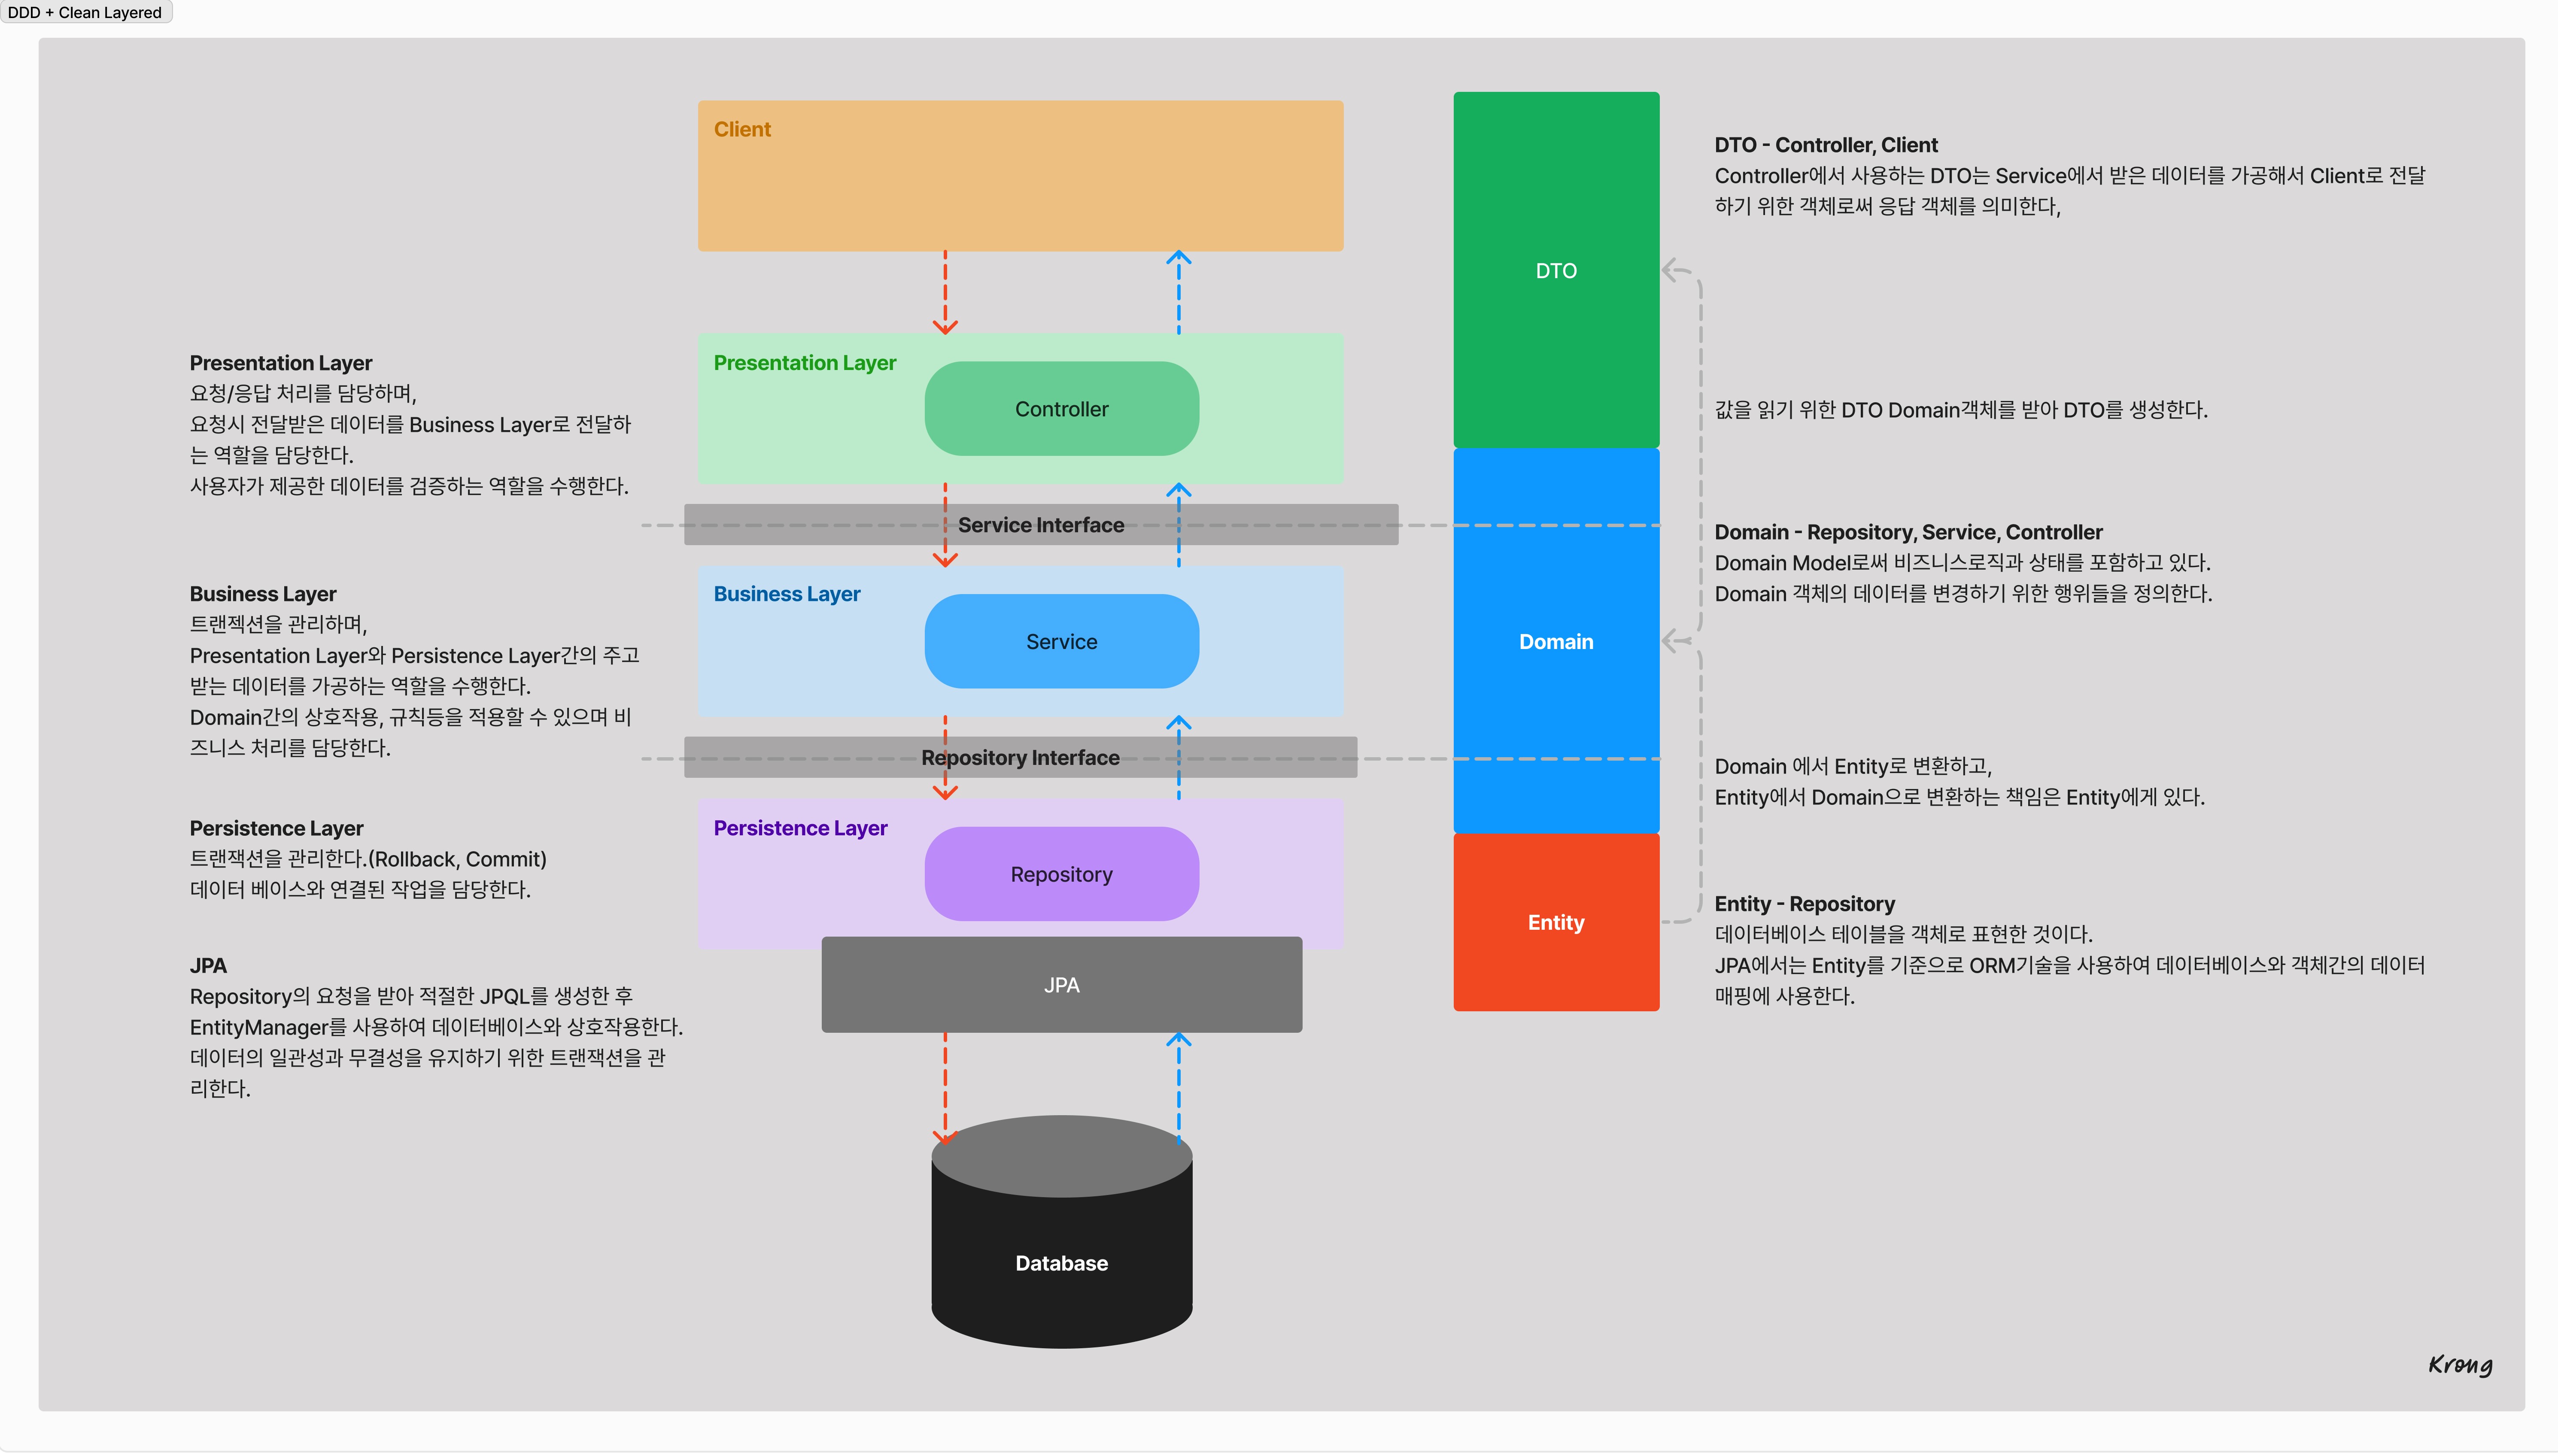 DDD + Clean Layered
Client
Presentation Layer
요청/응답 처리를 담당하며,
요청시 전달받은 데이터를 Business Layer로 전달하
는 역할을 담당한다.
사용자가 제공한 데이터를 검증하는 역할을 수행한다.
Presentation Layer
Controller
Service Interface
Business Layer
트랜젝션을 관리하며,
Presentation Layer와 Persistence Layer간의 주고
받는 데이터를 가공하는 역할을 수행한다.
Domain간의 상호작용, 규칙등을 적용할 수 있으며 비
즈니스 처리를 담당한다.
Business Layer
Service
Repository Interface
Persistence Layer
트랜잭션을 관리한다.(Rollback, Commit)
데이터 베이스와 연결된 작업을 담당한다.
Persistence Layer
Repository
JPA
Repository의 요청을 받아 적절한 JPQL를 생성한 후
EntityManager를 사용하여 데이터베이스와 상호작용한다.
데이터의 일관성과 무결성을 유지하기 위한 트랜잭션을 관
리한다.
JPA
Database
DTO
DTO - Controller, Client
Controller에서 사용하는 DTO는 Service에서 받은 데이터를 가공해서 Client로 전달
하기 위한 객체로써 응답 객체를 의미한다,
값을 읽기 위한 DTO Domain객체를 받아 DTO를 생성한다.
Domain
Domain - Repository, Service, Controller
Domain Model로써 비즈니스로직과 상태를 포함하고 있다.
Domain 객체의 데이터를 변경하기 위한 행위들을 정의한다.
Domain 에서 Entity로 변환하고,
Entity에서 Domain으로 변환하는 책임은 Entity에게 있다.
Entity
Entity - Repository
데이터베이스 테이블을 객체로 표현한 것이다.
JPA에서는 Entity를 기준으로 ORM기술을 사용하여 데이터베이스와 객체간의 데이터
매핑에 사용한다.
Krong